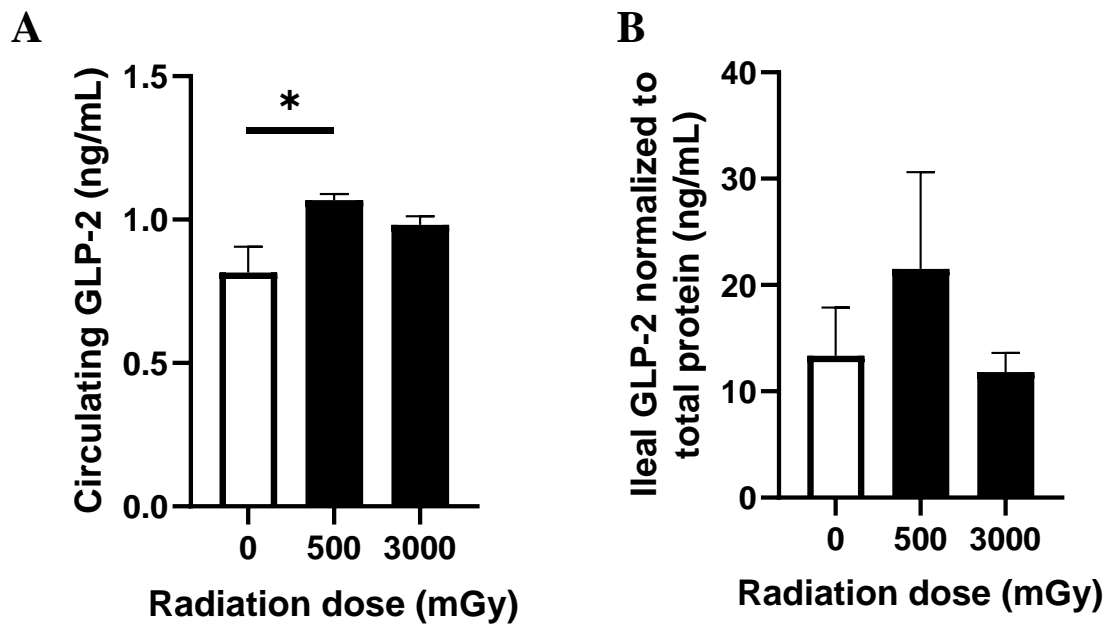 A
Circulating GLP-2 (ng/mL)
1.5
1.0
0.5
0.0
*
0 500 3000
Radiation dose (mGy)
B
Ileal GLP-2 normalized to
total protein (ng/mL)
40
30
20
10
0
0 500 3000
Radiation dose (mGy)